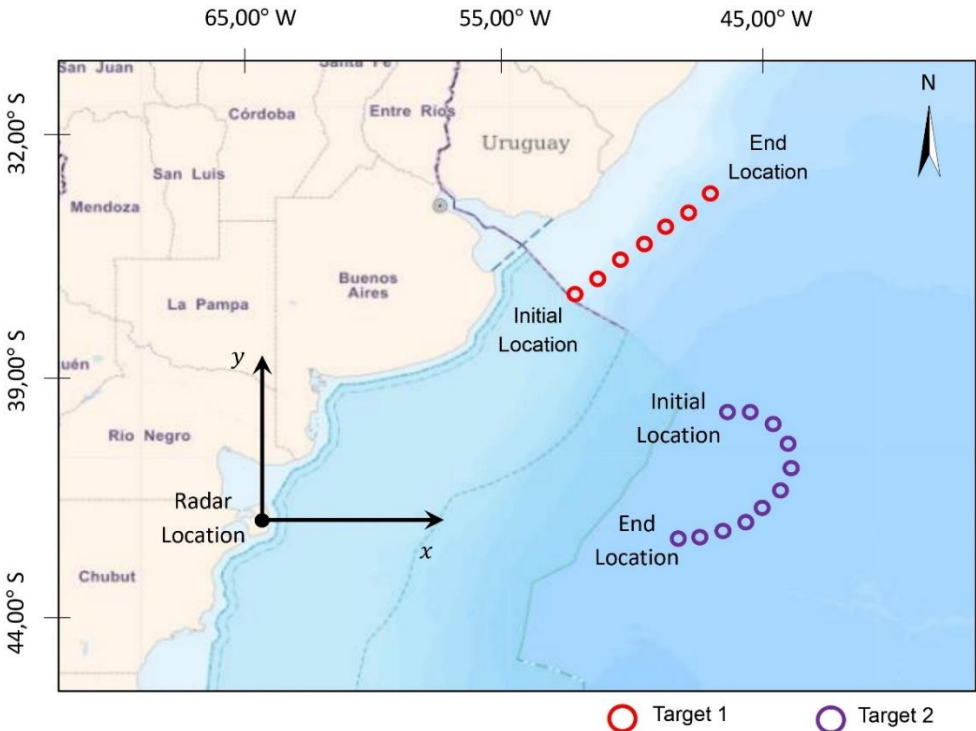 65,00° W
55,00° W
45,00° W
San Juan
Santa Fe
Córdoba
Entre Ríos
N
32,00° S
Uruguay
End
Location
San Luis
Mendoza
Buenos
Aires
La Pampa
Initial
Location
y
39,00° S
uén
Río Negro
Initial
Location
Radar
Location
x
End
Location
Chubut
44,00° S
Target 1
Target 2